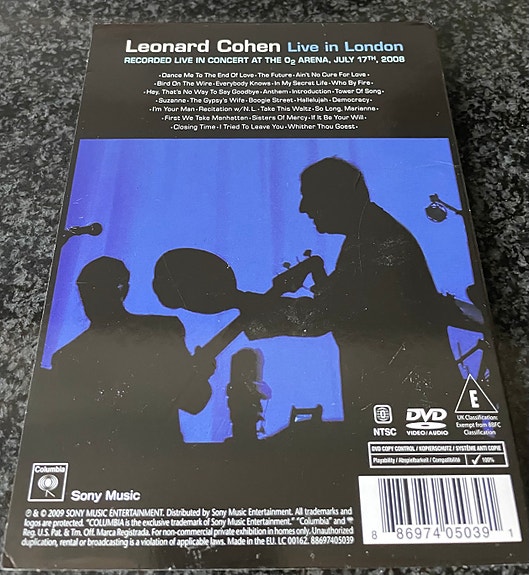 Leonard Cohen Live in London
RECORDED LIVE IN CONCERT AT THE O2 ARENA, JULY 17TH, 2008
•Dance Me To The End Of Love •The Future •Ain't No Cure For Love
•Bird On The Wire •Everybody Knows •In My Secret Life •Who By Fire
•Hey, That's No Way To Say Goodbye •Anthem •Introduction •Tower Of Song
•Suzanne •The Gypsy's Wife •Boogie Street •Hallelujah •Democracy
•I'm Your Man •Recitation w/ N.L. •Take This Waltz •So Long, Marianne
•First We Take Manhattan •Sisters Of Mercy •If It Be Your Will
•Closing Time •I Tried To Leave You •Whither Thou Goest
E
UK Classification:
Exempt from BBFC
Classification
0
NTSC
DVD
VIDEO/AUDIO
DVD COPY CONTROL / KOPIERSCHUTZ / SYSTÈME ANTI COPIE
Playability / Abspielbarkeit / Compatibilité ✓ 100%
Columbia
Sony Music
℗ & © 2009 SONY MUSIC ENTERTAINMENT. Distributed by Sony Music Entertainment. All trademarks and
logos are protected. "COLUMBIA" is the exclusive trademark of Sony Music Entertainment. "Columbia" and
Reg. U.S. Pat. & Tm. Off. Marca Registrada. For non-commercial private exhibition in homes only. Unauthorized
duplication, rental or broadcasting is a violation of applicable laws. Made in the EU. LC 00162. 88697405039
8 86974 05039 1